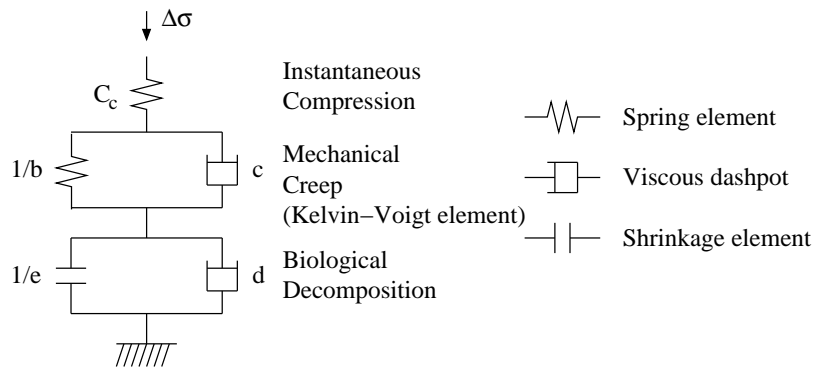 Δσ
C_c
Instantaneous
Compression
1/b
c
Mechanical
Creep
(Kelvin−Voigt element)
1/e
d
Biological
Decomposition
Spring element
Viscous dashpot
Shrinkage element